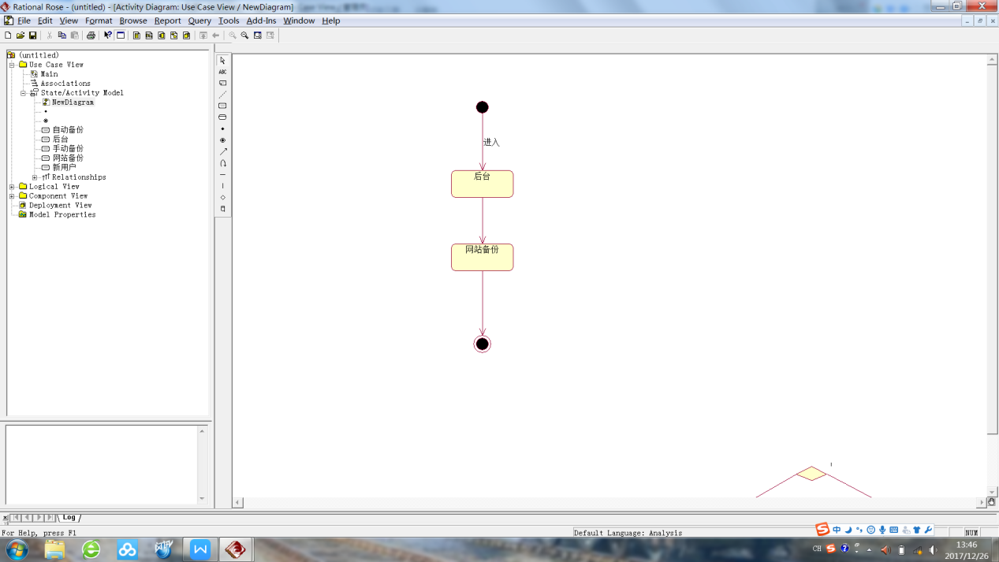 Rational Rose - (untitled) - [Activity Diagram: Use Case View / NewDiagram]
File Edit View Format Browse Report Query Tools Add-Ins Window Help
(untitled)
Use Case View
Main
Associations
State/Activity Model
NewDiagram
自动备份
后台
手动备份
网站备份
新用户
Relationships
Logical View
Component View
Deployment View
Model Properties
ABC
进入
后台
网站备份
Log
For Help, press F1
Default Language: Analysis
NUM
中
CH
13:46
2017/12/26